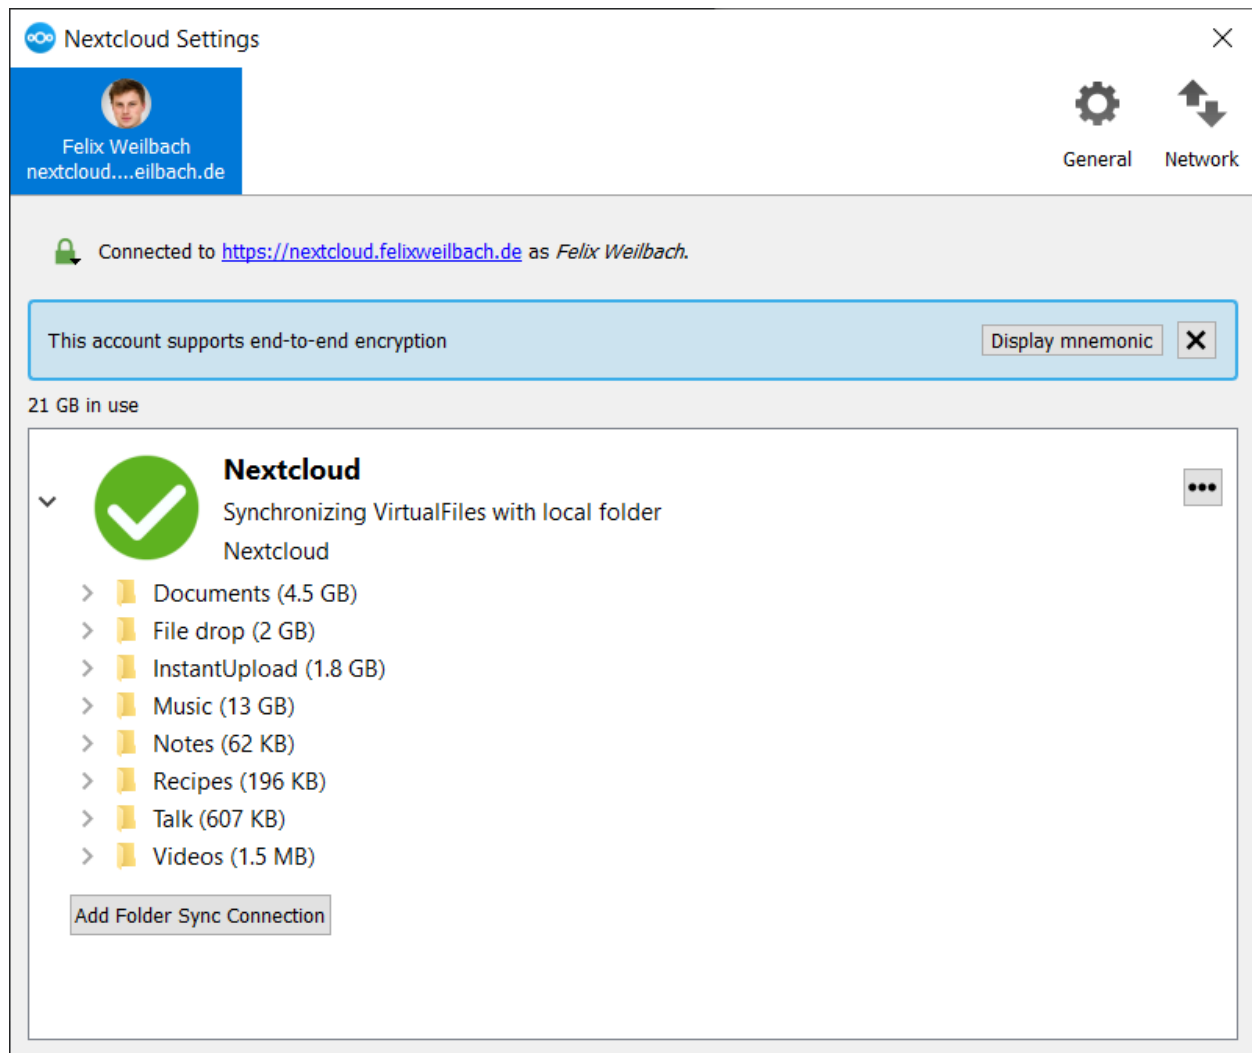 Nextcloud Settings
Felix Weilbach
nextcloud....eilbach.de
General
Network
Connected to https://nextcloud.felixweilbach.de as Felix Weilbach.
This account supports end-to-end encryption
Display mnemonic
21 GB in use
Nextcloud
Synchronizing VirtualFiles with local folder
Nextcloud
Documents (4.5 GB)
File drop (2 GB)
InstantUpload (1.8 GB)
Music (13 GB)
Notes (62 KB)
Recipes (196 KB)
Talk (607 KB)
Videos (1.5 MB)
Add Folder Sync Connection